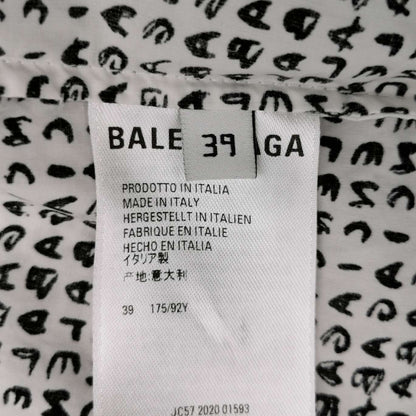 BALE 39 AGA
PRODOTTO IN ITALIA
MADE IN ITALY
HERGESTELLT IN ITALIEN
FABRIQUE EN ITALIE
HECHO EN ITALIA
イタリア製
产地:意大利
39 175/92Y
JC57 2020 01593